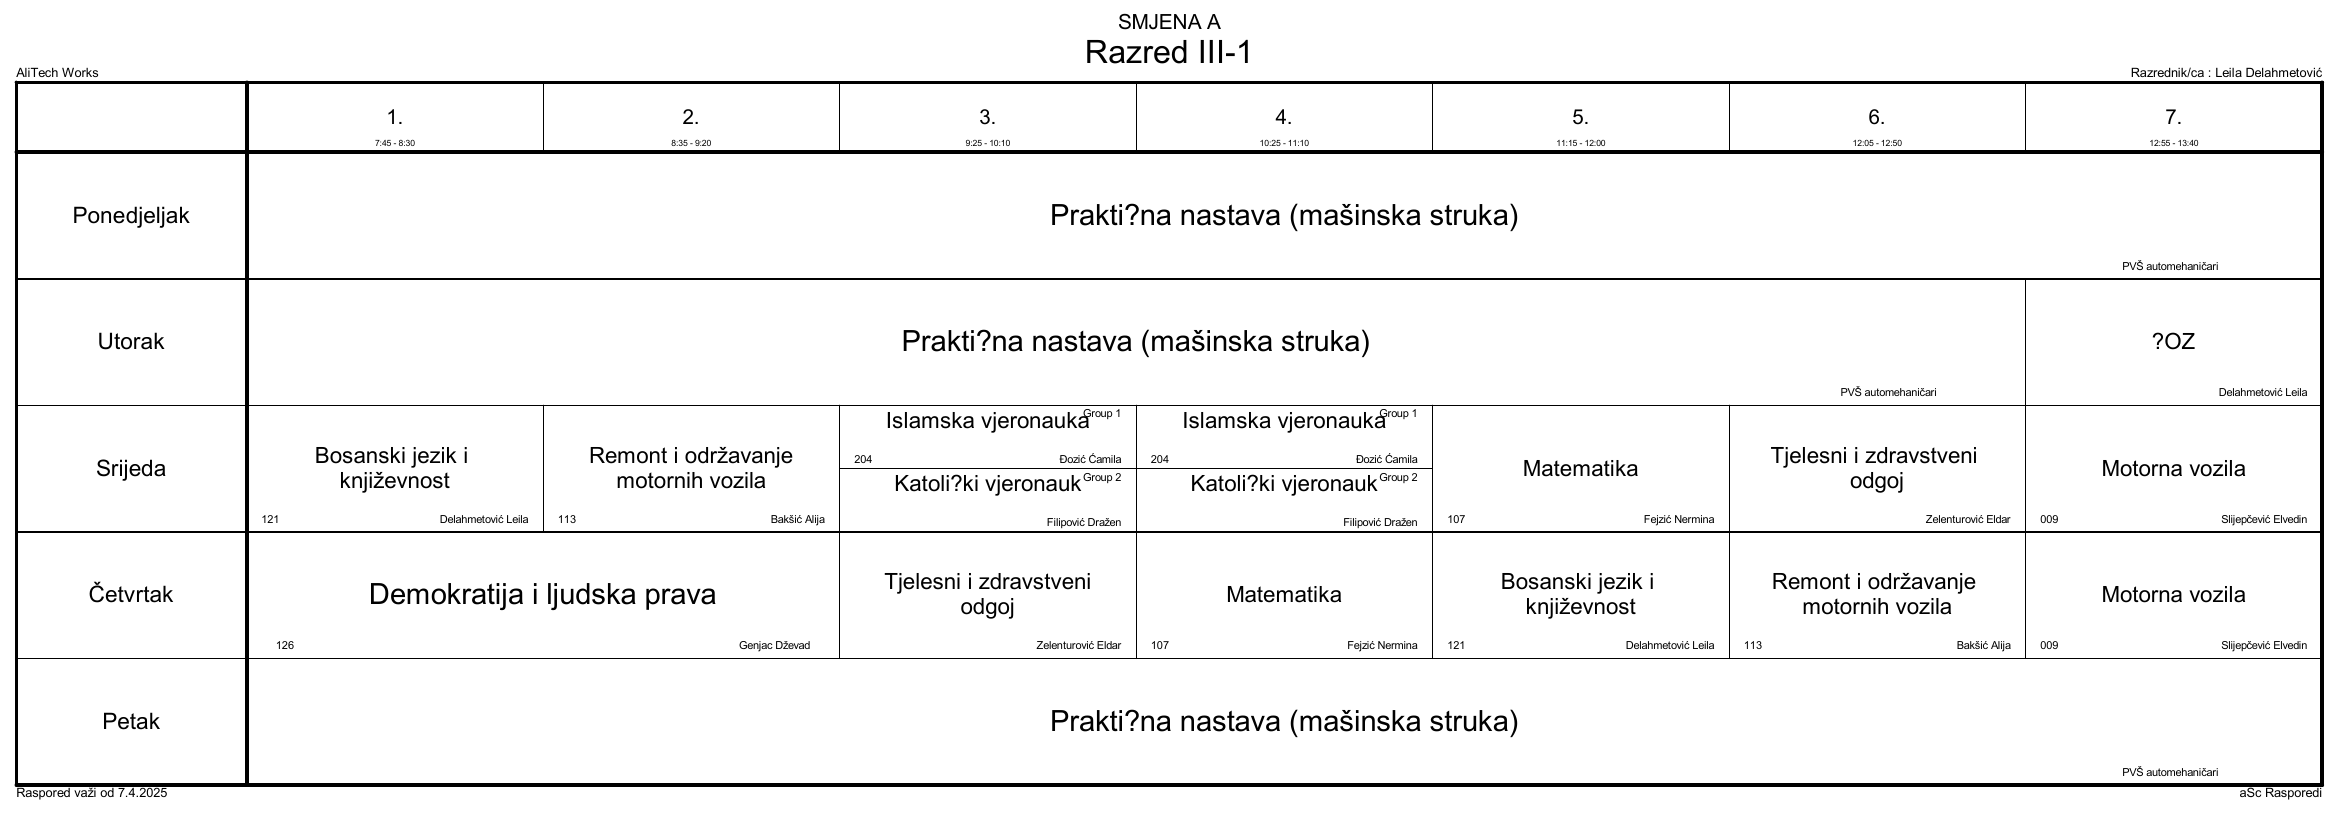 SMJENA A
Razred III-1
AliTech Works
Razrednik/ca : Leila Delahmetović
1.
7:45 - 8:30
2.
8:35 - 9:20
3.
9:25 - 10:10
4.
10:25 - 11:10
5.
11:15 - 12:00
6.
12:05 - 12:50
7.
12:55 - 13:40
Ponedjeljak
Prakti?na nastava (mašinska struka)
PVŠ automehaničari
Utorak
Prakti?na nastava (mašinska struka)
PVŠ automehaničari
?OZ
Delahmetović Leila
Srijeda
Bosanski jezik i
književnost
121
Delahmetović Leila
Remont i održavanje
motornih vozila
113
Bakšić Alija
Islamska vjeronauka
Group 1
204
Đozić Ćamila
Katoli?ki vjeronauk
Group 2
Filipović Dražen
Islamska vjeronauka
Group 1
204
Đozić Ćamila
Katoli?ki vjeronauk
Group 2
Filipović Dražen
Matematika
107
Fejzić Nermina
Tjelesni i zdravstveni
odgoj
Zelenturović Eldar
Motorna vozila
009
Slijepčević Elvedin
Četvrtak
Demokratija i ljudska prava
126
Genjac Dževad
Tjelesni i zdravstveni
odgoj
Zelenturović Eldar
Matematika
107
Fejzić Nermina
Bosanski jezik i
književnost
121
Delahmetović Leila
Remont i održavanje
motornih vozila
113
Bakšić Alija
Motorna vozila
009
Slijepčević Elvedin
Petak
Prakti?na nastava (mašinska struka)
PVŠ automehaničari
Raspored važi od 7.4.2025
aSc Rasporedi